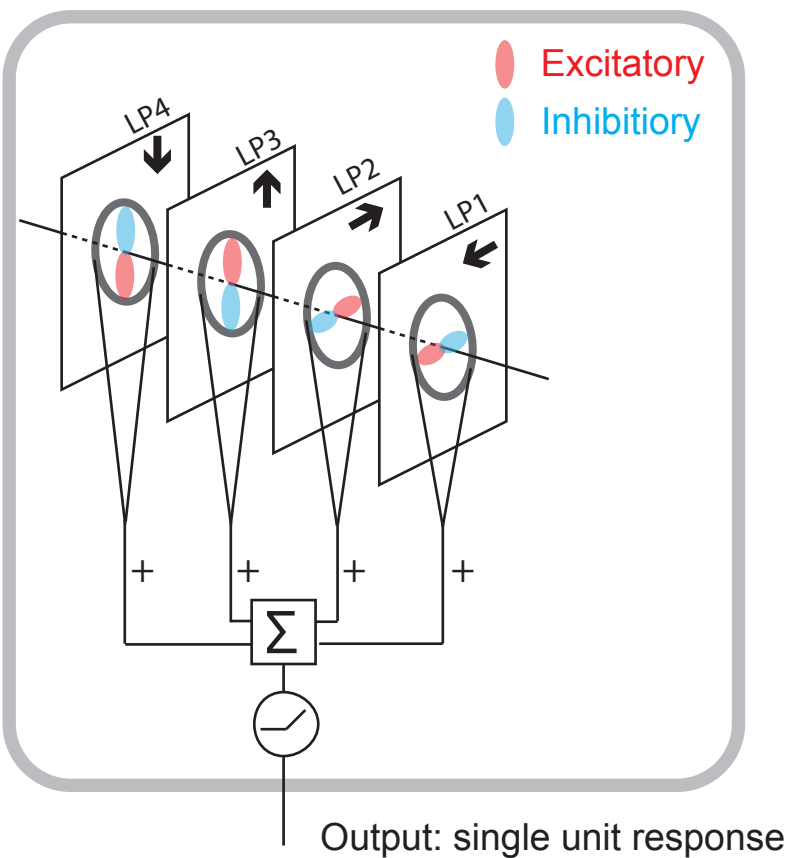 Excitatory
Inhibitiory
LP4
LP3
LP2
LP1
+ + + +
Σ
Output: single unit response